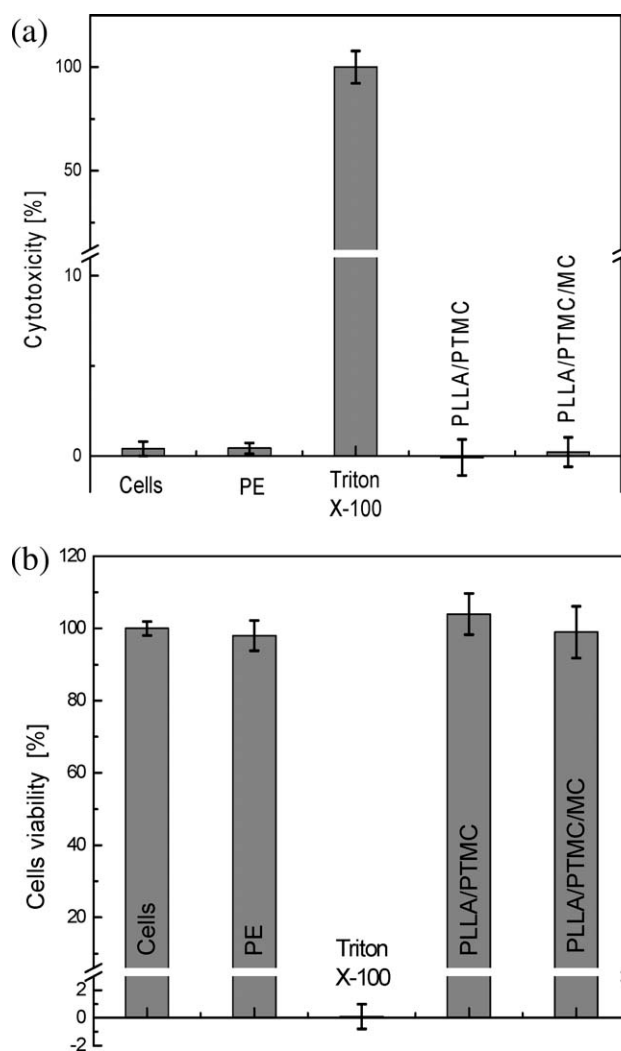 (a)
100
50
10
0
Cytotoxicity [%]
Cells
PE
Triton
X-100
PLLA/PTMC
PLLA/PTMC/MC
(b)
120
100
80
60
40
20
2
0
-2
Cells viability [%]
Cells
PE
Triton
X-100
PLLA/PTMC
PLLA/PTMC/MC